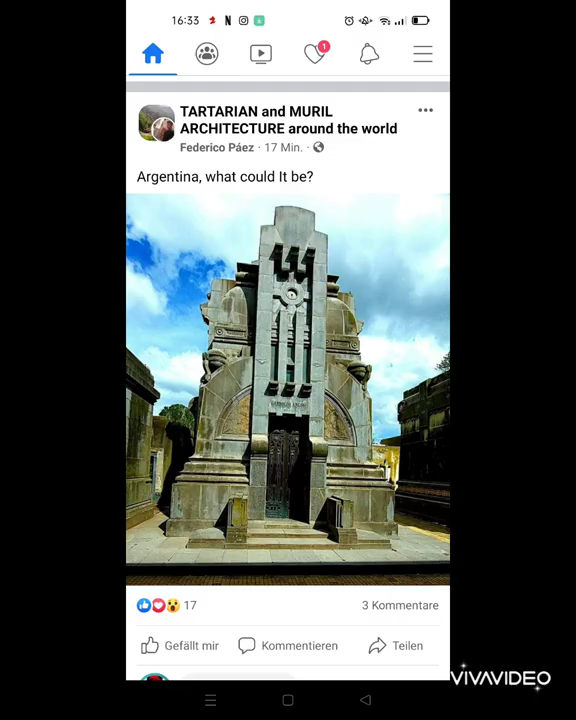 16:33
TARTARIAN and MURIL
ARCHITECTURE around the world
Federico Páez · 17 Min. ·
Argentina, what could It be?
17
3 Kommentare
Gefällt mir
Kommentieren
Teilen
VIVAVIDEO